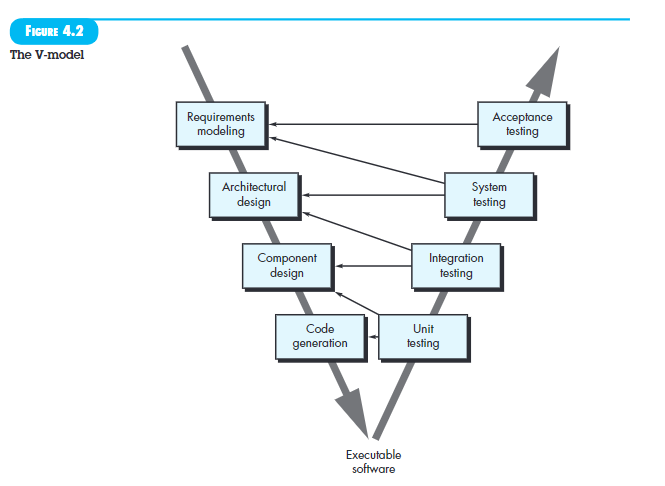 FIGURE 4.2
The V-model
Requirements
modeling
Acceptance
testing
Architectural
design
System
testing
Component
design
Integration
testing
Code
generation
Unit
testing
Executable
software